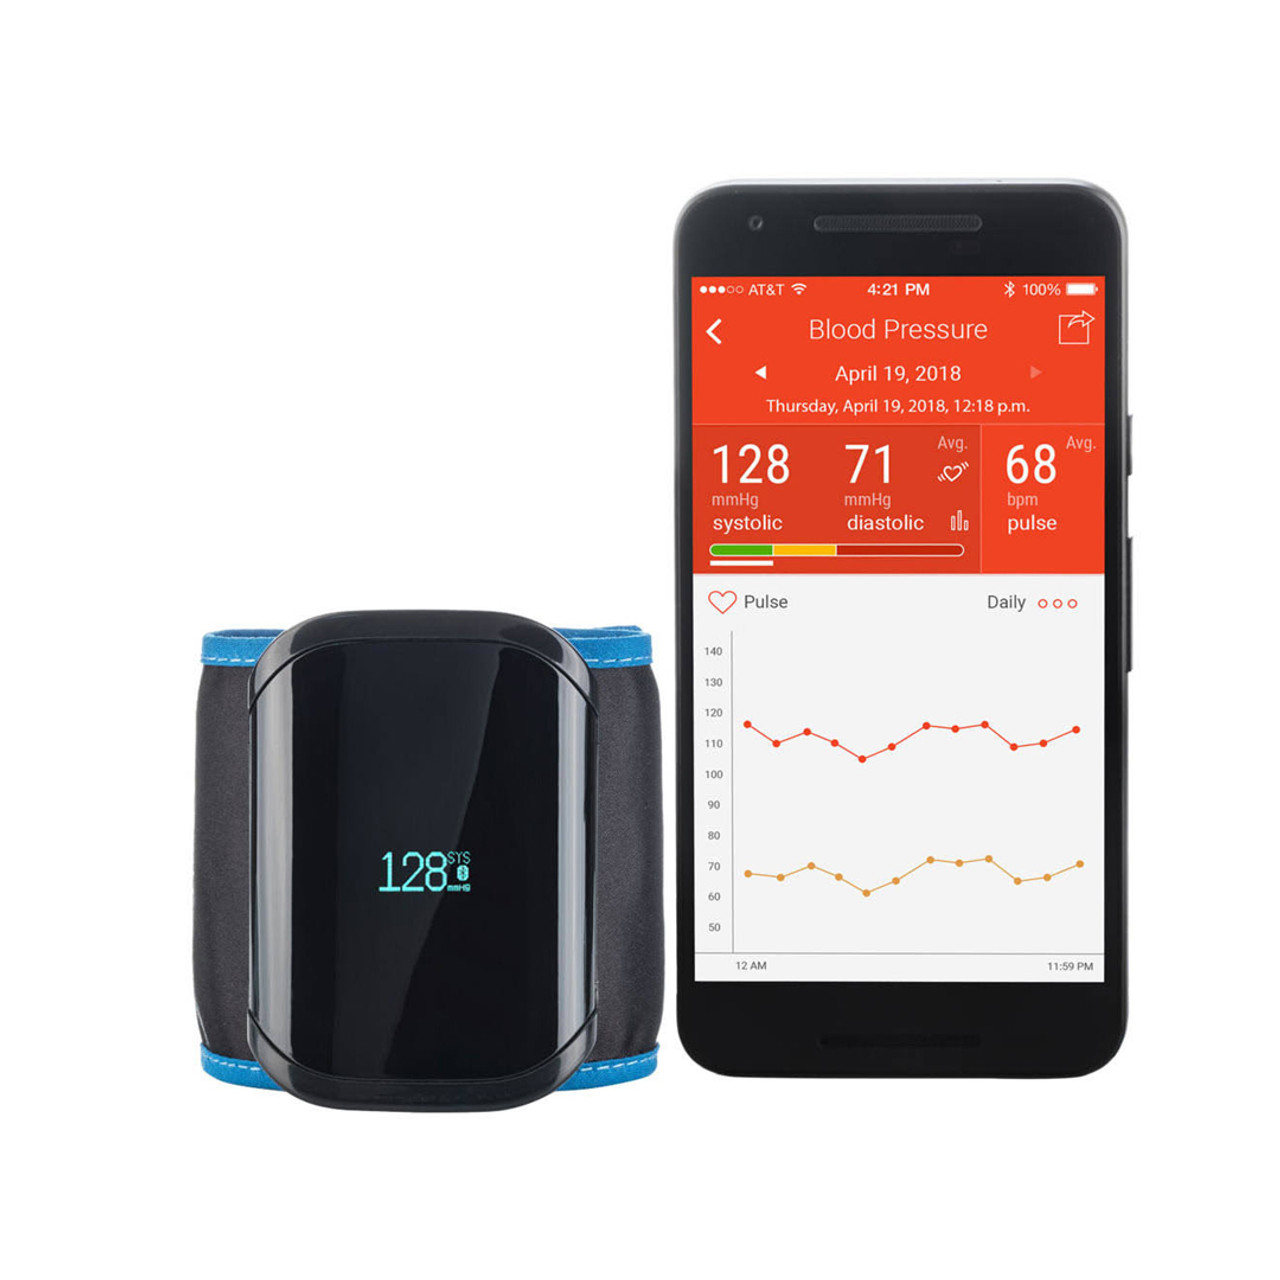 AT&T 4:21 PM 100%
Blood Pressure
April 19, 2018
Thursday, April 19, 2018, 12:18 p.m.
128 71 Avg. 68 Avg.
mmHg mmHg bpm
systolic diastolic pulse
Pulse Daily
140
130
120
110
100
90
80
70
60
50
12 AM 11:59 PM
128 SYS
mmHg